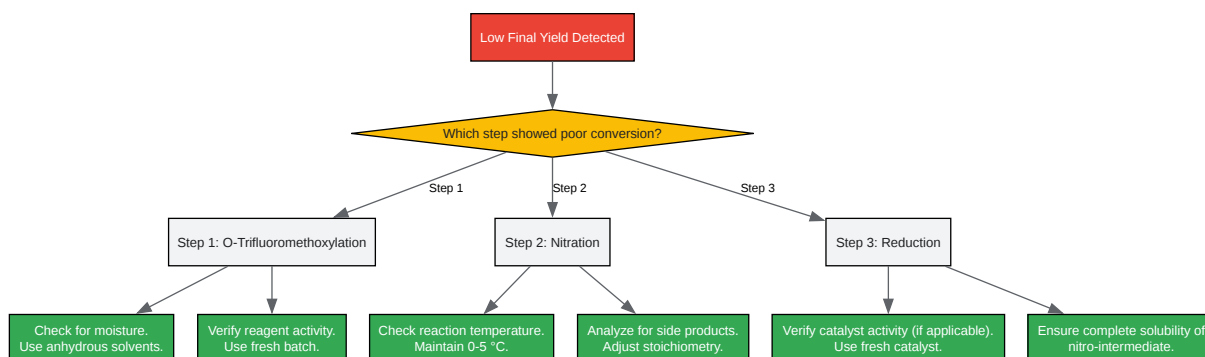 Low Final Yield Detected
Which step showed poor conversion?
Step 1
Step 2
Step 3
Step 1: O-Trifluoromethoxylation
Step 2: Nitration
Step 3: Reduction
Check for moisture.
Use anhydrous solvents.
Verify reagent activity.
Use fresh batch.
Check reaction temperature.
Maintain 0-5 °C.
Analyze for side products.
Adjust stoichiometry.
Verify catalyst activity (if applicable).
Use fresh catalyst.
Ensure complete solubility of
nitro-intermediate.